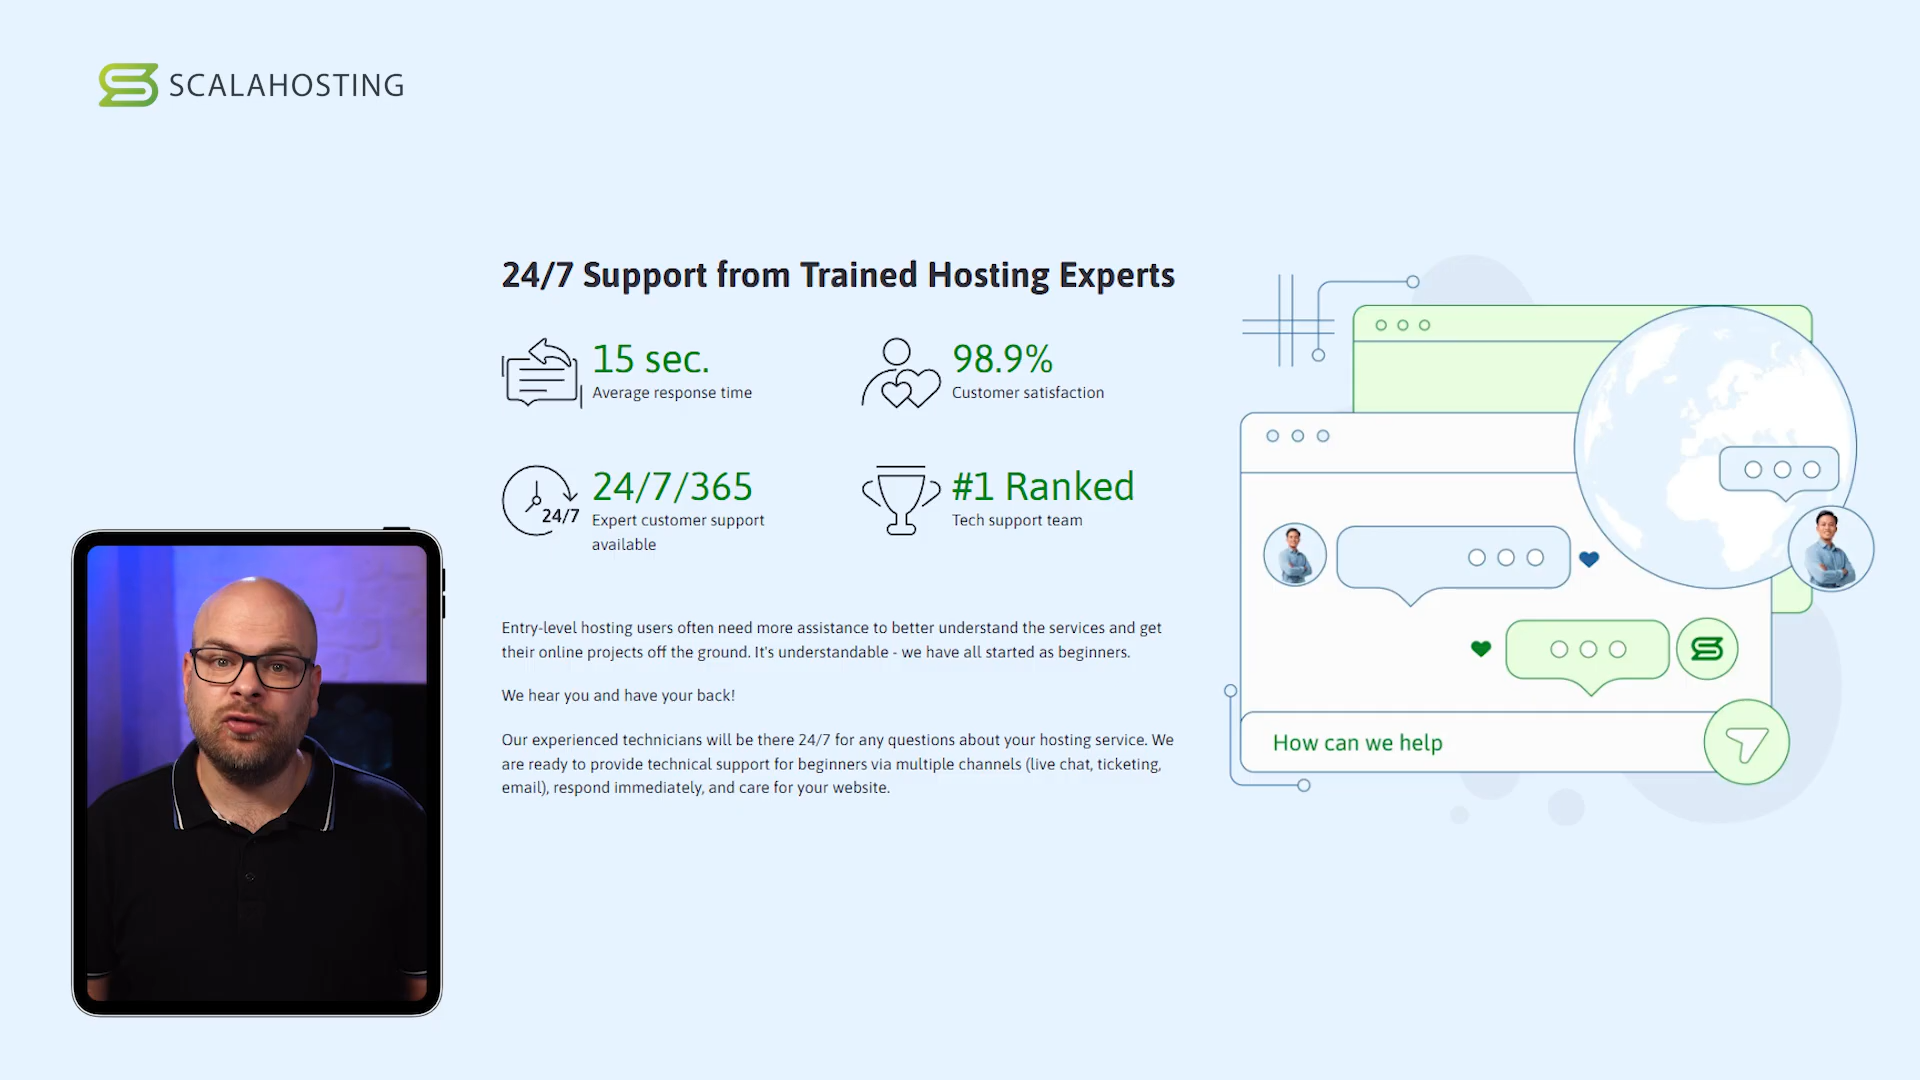 SCALAHOSTING
24/7 Support from Trained Hosting Experts
15 sec.
Average response time
98.9%
Customer satisfaction
24/7
24/7/365
Expert customer support
available
#1 Ranked
Tech support team
Entry-level hosting users often need more assistance to better understand the services and get
their online projects off the ground. It's understandable - we have all started as beginners.
We hear you and have your back!
Our experienced technicians will be there 24/7 for any questions about your hosting service. We
are ready to provide technical support for beginners via multiple channels (live chat, ticketing,
email), respond immediately, and care for your website.
How can we help